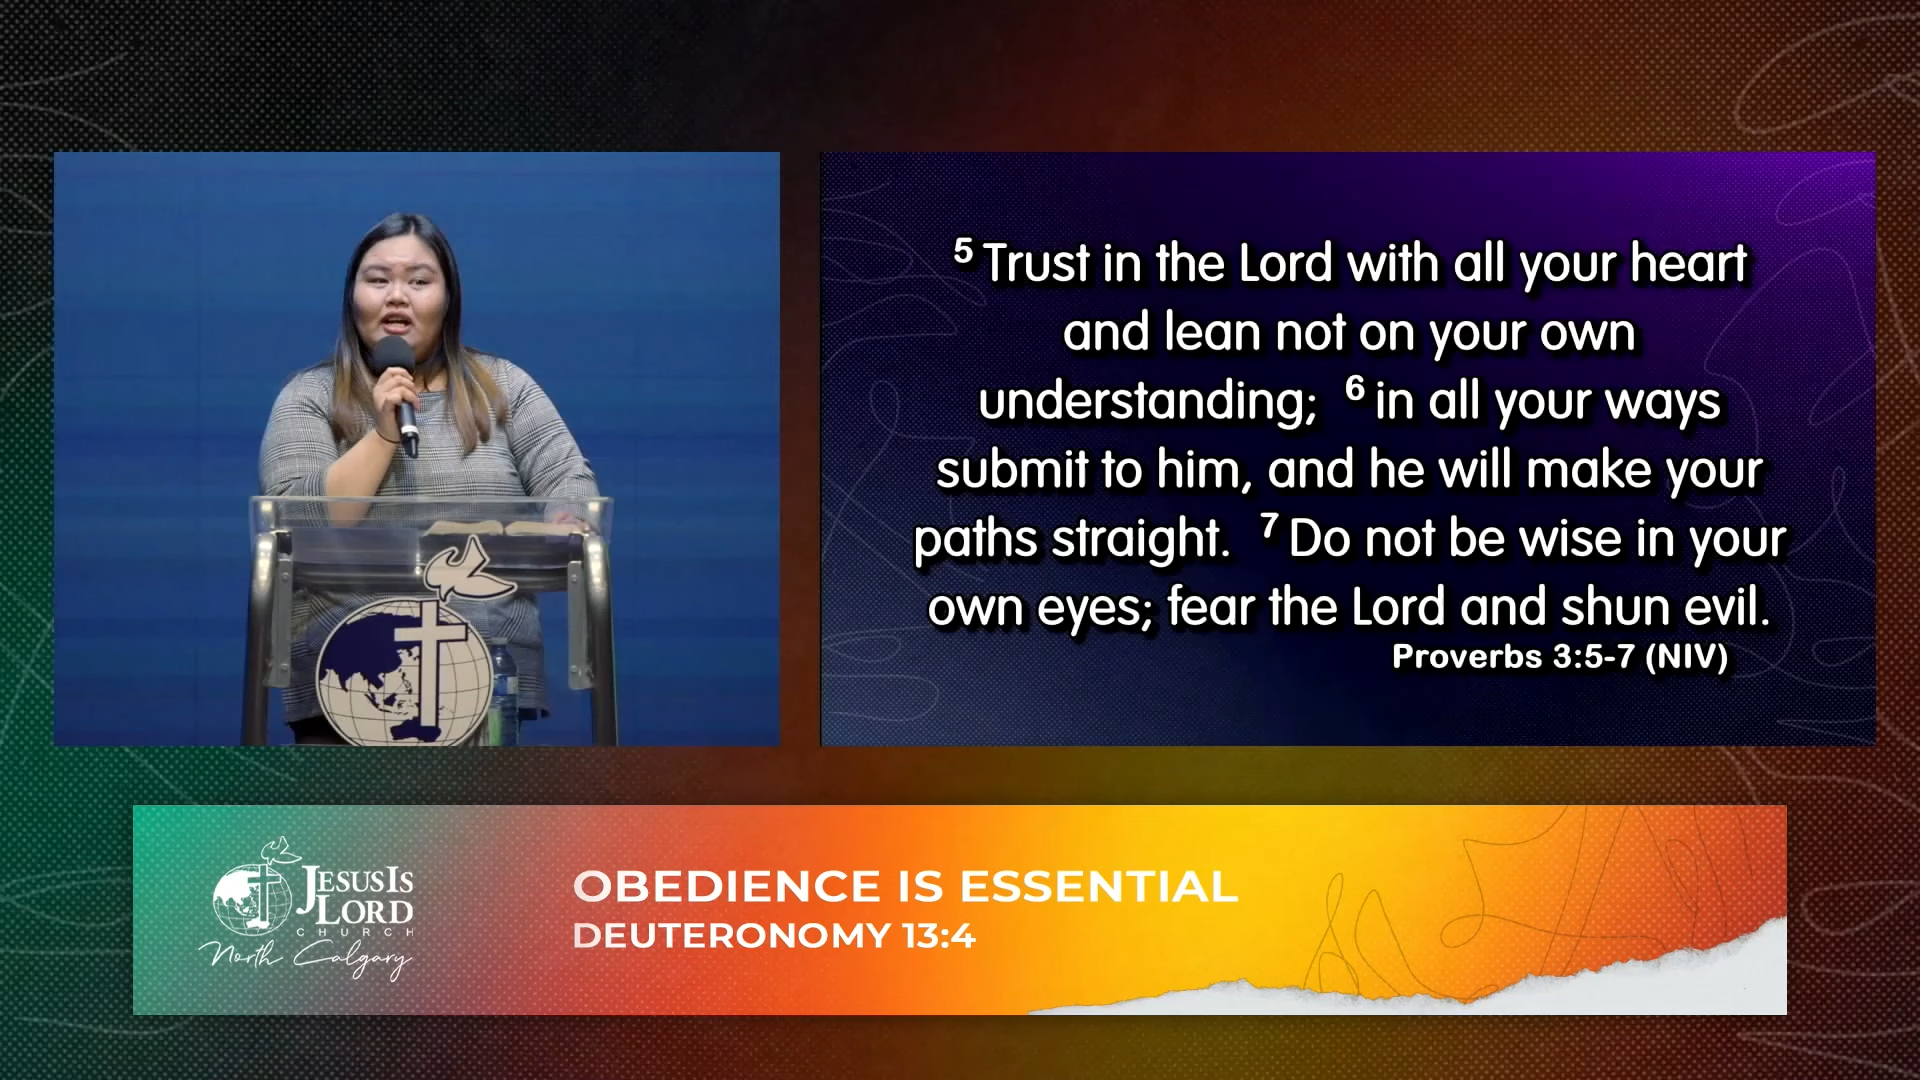 5 Trust in the Lord with all your heart
and lean not on your own
understanding; 6 in all your ways
submit to him, and he will make your
paths straight. 7 Do not be wise in your
own eyes; fear the Lord and shun evil.
Proverbs 3:5-7 (NIV)
JESUS IS
LORD
CHURCH
North Calgary
OBEDIENCE IS ESSENTIAL
DEUTERONOMY 13:4